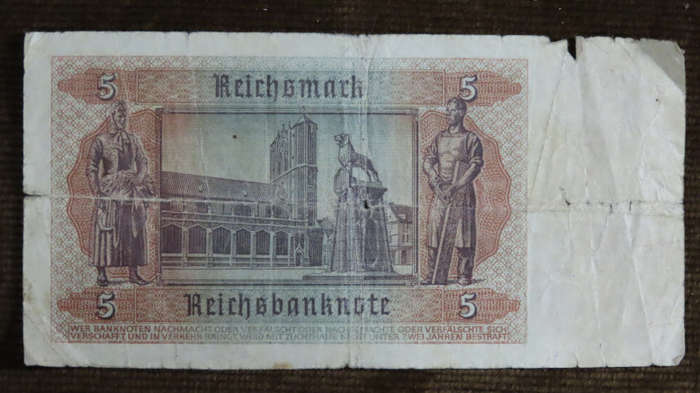 5 Reichsmark 5
5 Reichsbanknote 5
WER BANKNOTEN NACHMACHT ODER VERFÄLSCHT ODER NACHGEMACHTE ODER VERFÄLSCHTE SICH
VERSCHAFFT UND IN VERKEHR BRINGT, WIRD MIT ZUCHTHAUS NICHT UNTER ZWEI JAHREN BESTRAFT